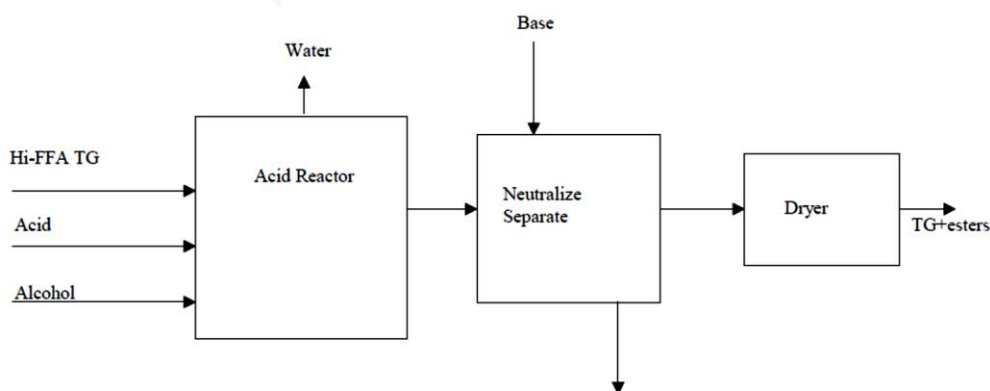 Base
Water
Hi-FFA TG
Acid Reactor
Neutralize
Separate
Dryer
Acid
TG+esters
Alcohol